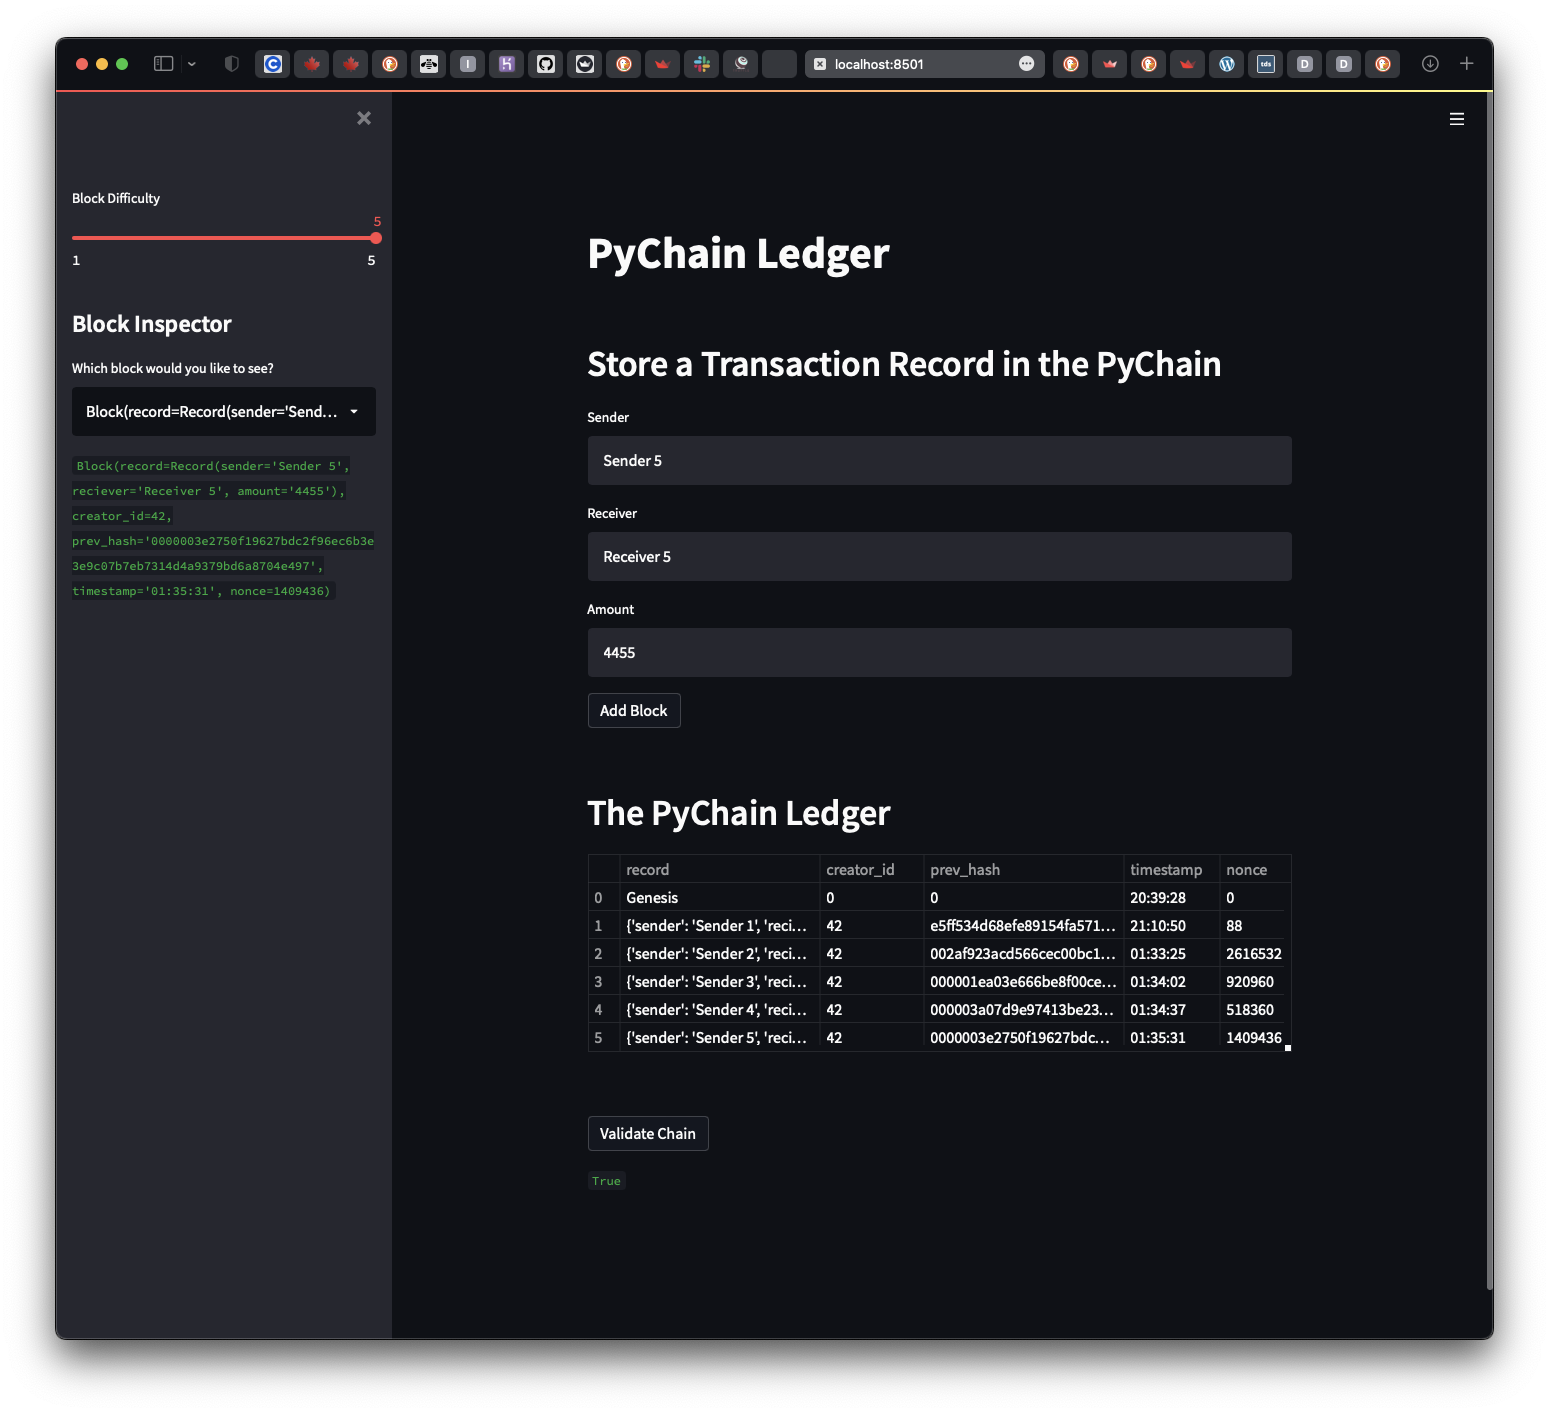 localhost:8501
Block Difficulty
5
1 5
Block Inspector
Which block would you like to see?
Block(record=Record(sender='Send...
Block(record=Record(sender='Sender 5',
reciever='Receiver 5', amount='4455'),
creator_id=42,
prev_hash='0000003e2750f19627bdc2f96ec6b3e
3e9c07b7eb7314d4a9379bd6a8704e497',
timestamp='01:35:31', nonce=1409436)
PyChain Ledger
Store a Transaction Record in the PyChain
Sender
Sender 5
Receiver
Receiver 5
Amount
4455
Add Block
The PyChain Ledger
record creator_id prev_hash timestamp nonce
0 Genesis 0 0 20:39:28 0
1 {'sender': 'Sender 1', 'reci... 42 e5ff534d68efe89154fa571... 21:10:50 88
2 {'sender': 'Sender 2', 'reci... 42 002af923acd566cec00bc1... 01:33:25 2616532
3 {'sender': 'Sender 3', 'reci... 42 000001ea03e666be8f00ce... 01:34:02 920960
4 {'sender': 'Sender 4', 'reci... 42 000003a07d9e97413be23... 01:34:37 518360
5 {'sender': 'Sender 5', 'reci... 42 0000003e2750f19627bdc... 01:35:31 1409436
Validate Chain
True